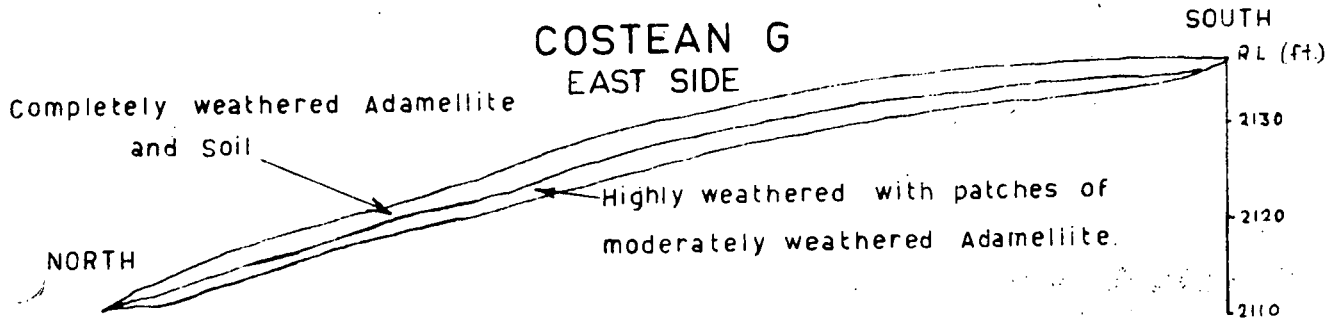 COSTEAN G
EAST SIDE
SOUTH
RL (ft.)
Completely weathered Adamellite
and Soil
2130
Highly weathered with patches of
moderately weathered Adamellite.
2120
NORTH
2110